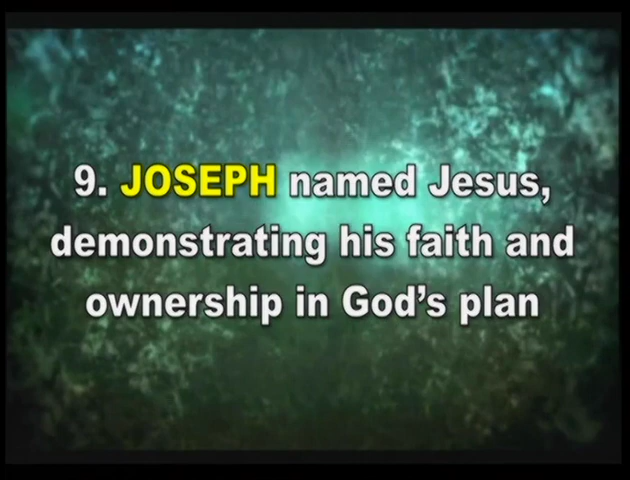 9. JOSEPH named Jesus,
demonstrating his faith and
ownership in God's plan